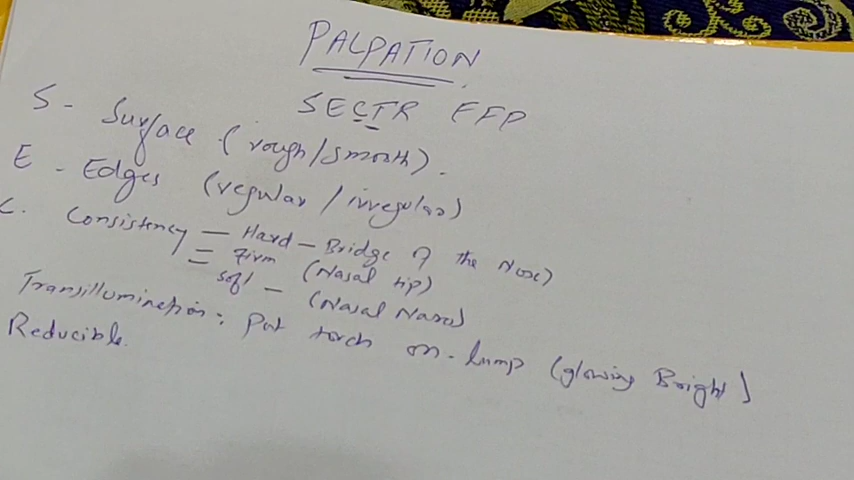 PALPATION
SECTR FFP
S - Surface (rough/smooth).
E - Edges (regular / irregular)
C. Consistency — Hard — Bridge of the Nose)
= Firm (Nasal tip)
soft — (Nasal Nares)
Transillumination : Put torch on lump (glowing Bright)
Reducible.